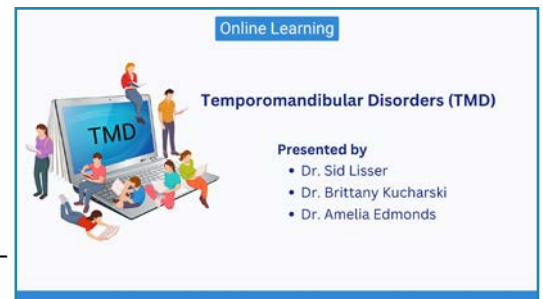 Online Learning
Temporomandibular Disorders (TMD)
TMD
Presented by
• Dr. Sid Lisser
• Dr. Brittany Kucharski
• Dr. Amelia Edmonds